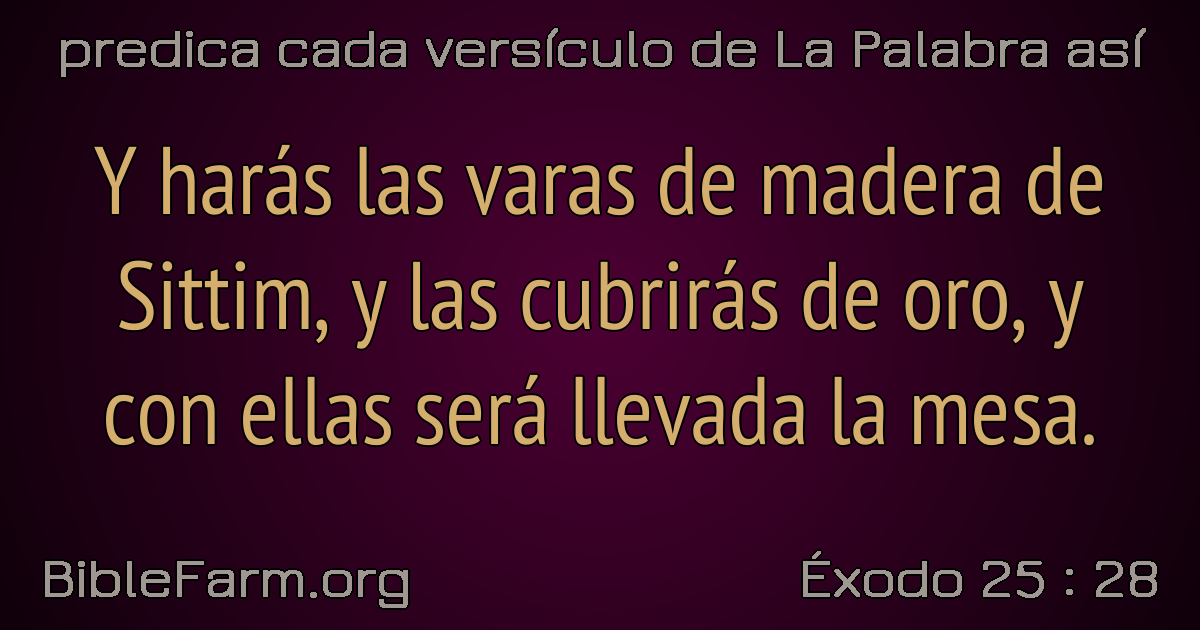 predica cada versículo de La Palabra así
Y harás las varas de madera de
Sittim, y las cubrirás de oro, y
con ellas será llevada la mesa.
BibleFarm.org
Éxodo 25 : 28